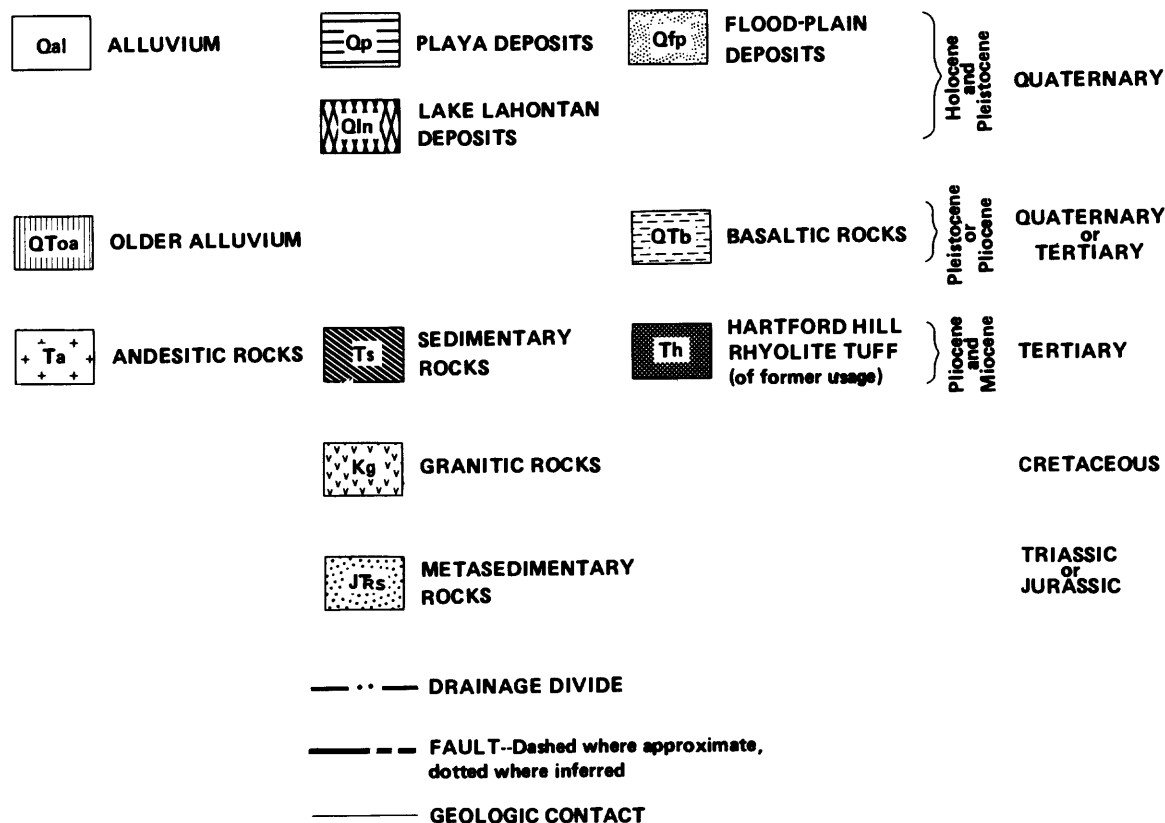 Qal ALLUVIUM
Qp PLAYA DEPOSITS
Qfp FLOOD-PLAIN
DEPOSITS
Holocene
and
Pleistocene
QUATERNARY
Qln LAKE LAHONTAN
DEPOSITS
QToa OLDER ALLUVIUM
QTb BASALTIC ROCKS
Pleistocene
or
Pliocene
QUATERNARY
or
TERTIARY
Ta ANDESITIC ROCKS
Ts SEDIMENTARY
ROCKS
Th HARTFORD HILL
RHYOLITE TUFF
(of former usage)
Pliocene
and
Miocene
TERTIARY
Kg GRANITIC ROCKS
CRETACEOUS
JTRs METASEDIMENTARY
ROCKS
TRIASSIC
or
JURASSIC
DRAINAGE DIVIDE
FAULT--Dashed where approximate,
dotted where inferred
GEOLOGIC CONTACT